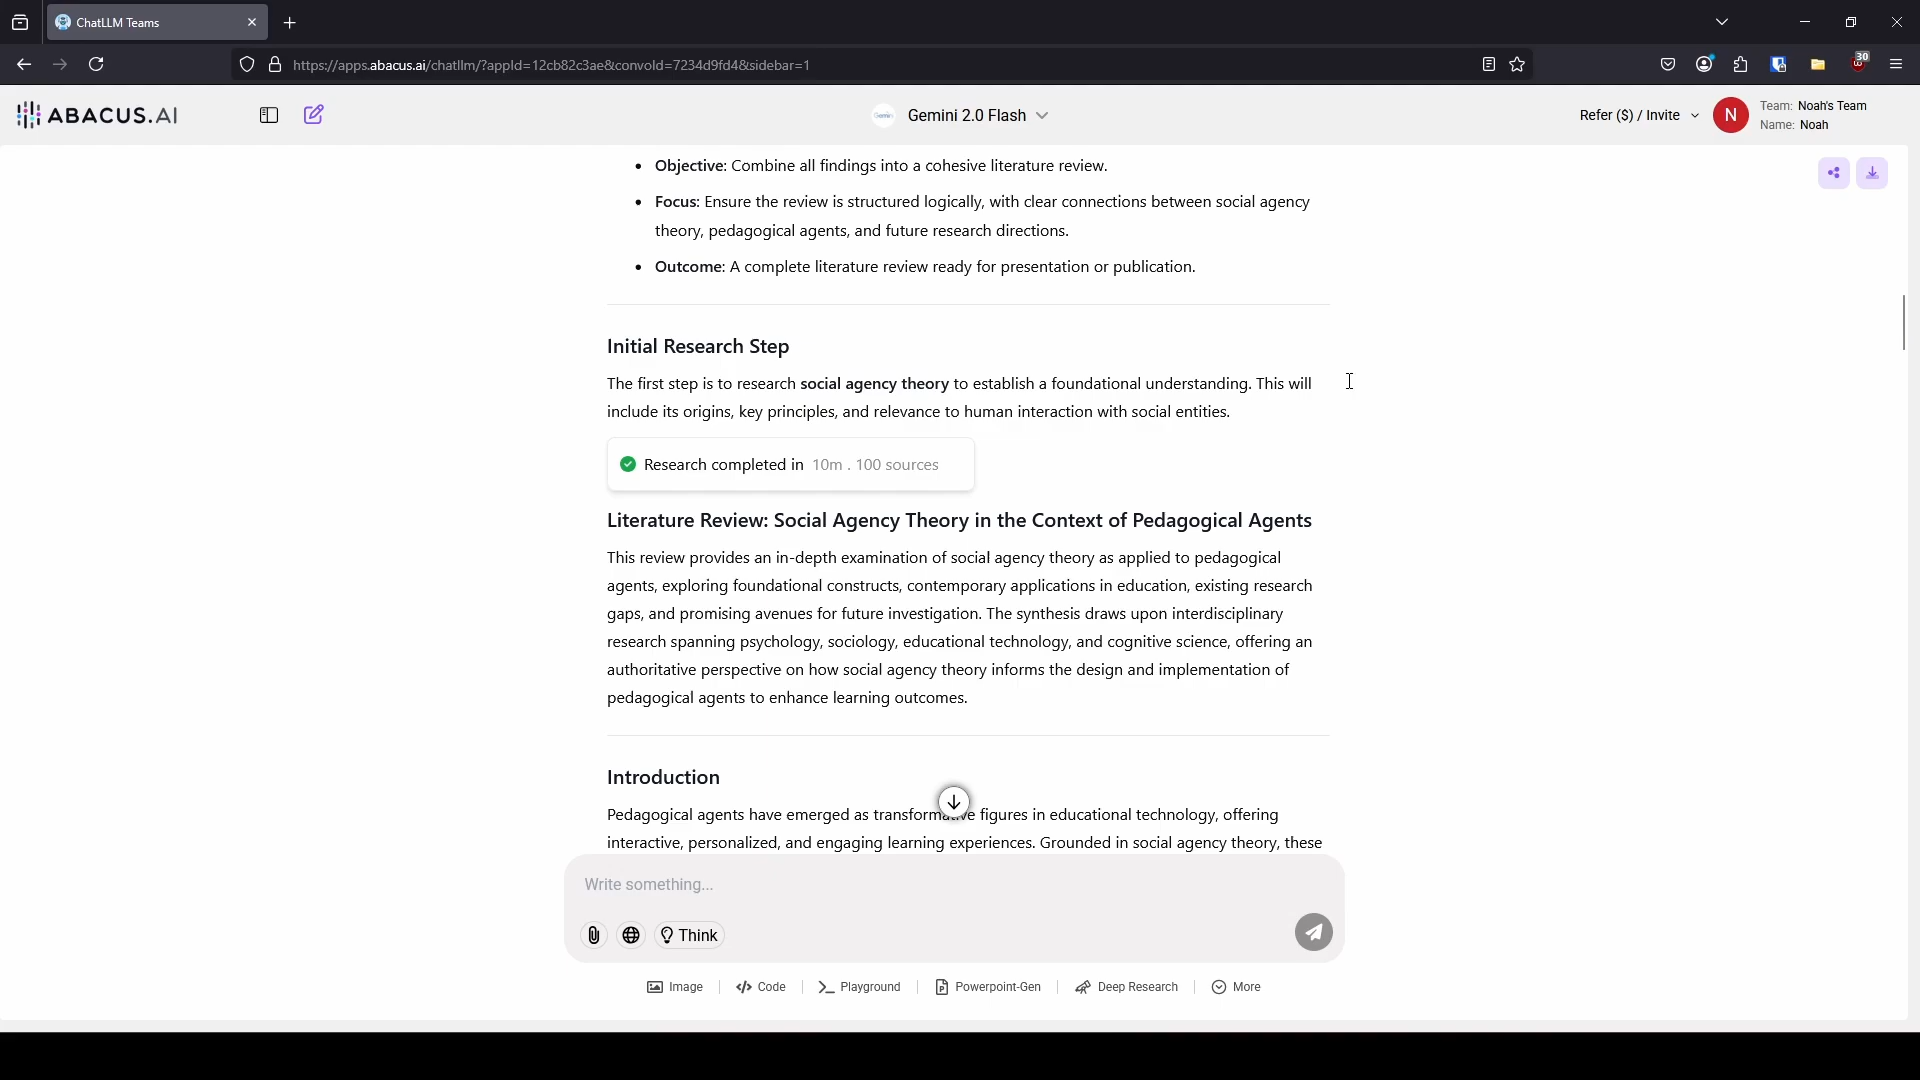 ChatLLM Teams
https://apps.abacus.ai/chatllm/?appId=12cb82c3ae&convoId=7234d9fd4&sidebar=1
30
ABACUS.AI
Gemini 2.0 Flash
Refer ($) / Invite
N
Team: Noah's Team
Name: Noah
• Objective: Combine all findings into a cohesive literature review.
• Focus: Ensure the review is structured logically, with clear connections between social agency
theory, pedagogical agents, and future research directions.
• Outcome: A complete literature review ready for presentation or publication.
Initial Research Step
The first step is to research social agency theory to establish a foundational understanding. This will
include its origins, key principles, and relevance to human interaction with social entities.
Research completed in 10m . 100 sources
Literature Review: Social Agency Theory in the Context of Pedagogical Agents
This review provides an in-depth examination of social agency theory as applied to pedagogical
agents, exploring foundational constructs, contemporary applications in education, existing research
gaps, and promising avenues for future investigation. The synthesis draws upon interdisciplinary
research spanning psychology, sociology, educational technology, and cognitive science, offering an
authoritative perspective on how social agency theory informs the design and implementation of
pedagogical agents to enhance learning outcomes.
Introduction
Pedagogical agents have emerged as transformative figures in educational technology, offering
interactive, personalized, and engaging learning experiences. Grounded in social agency theory, these
Write something...
Think
Image
Code
Playground
Powerpoint-Gen
Deep Research
More